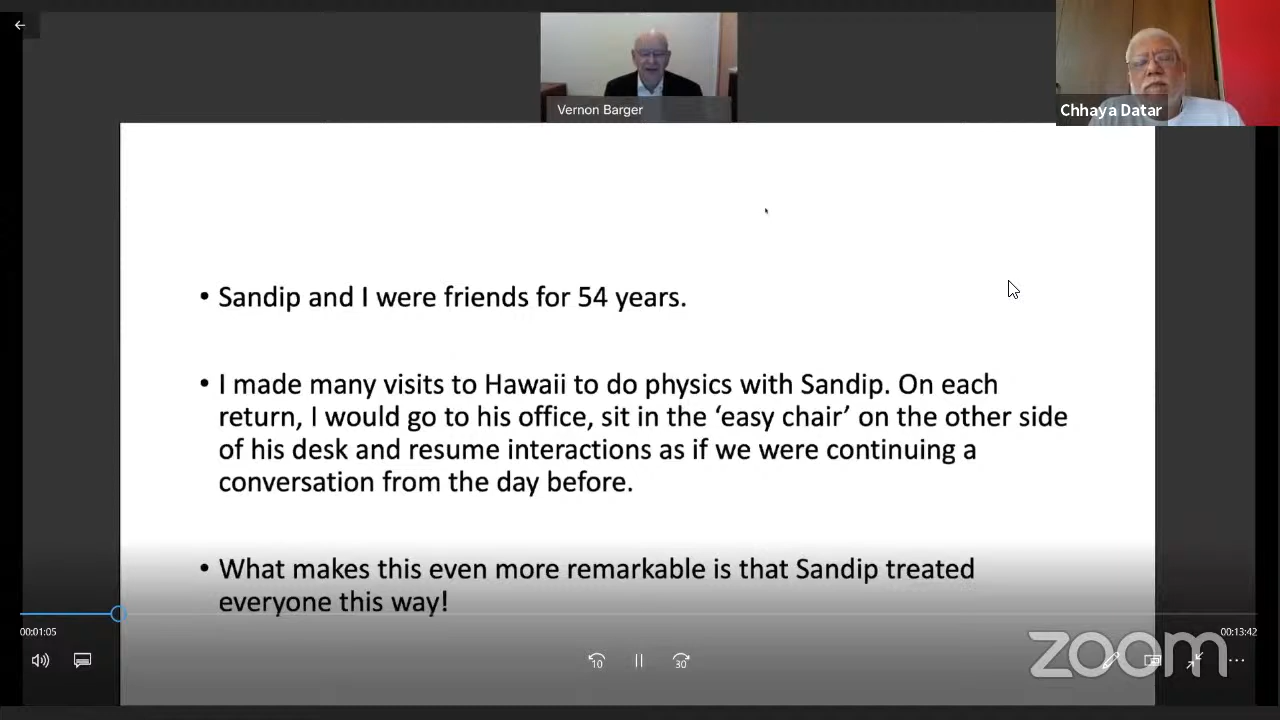 Vernon Barger
Chhaya Datar
• Sandip and I were friends for 54 years.
• I made many visits to Hawaii to do physics with Sandip. On each
return, I would go to his office, sit in the ‘easy chair’ on the other side
of his desk and resume interactions as if we were continuing a
conversation from the day before.
• What makes this even more remarkable is that Sandip treated
everyone this way!
00:01:05
00:13:42
10
30
zoom